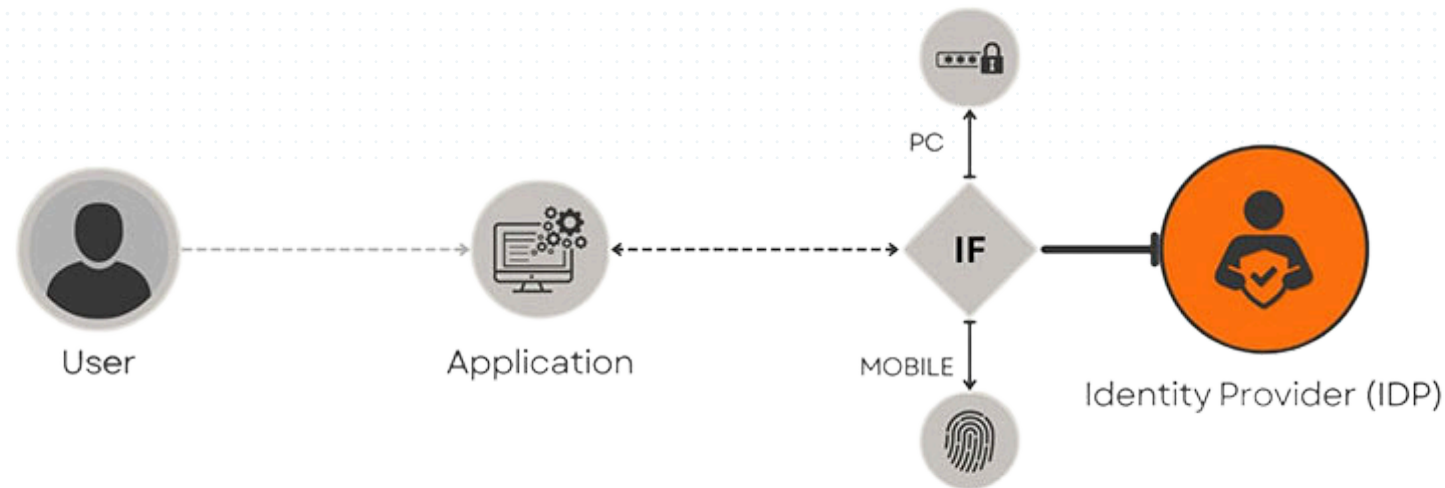 PC
IF
User
Application
MOBILE
Identity Provider (IDP)